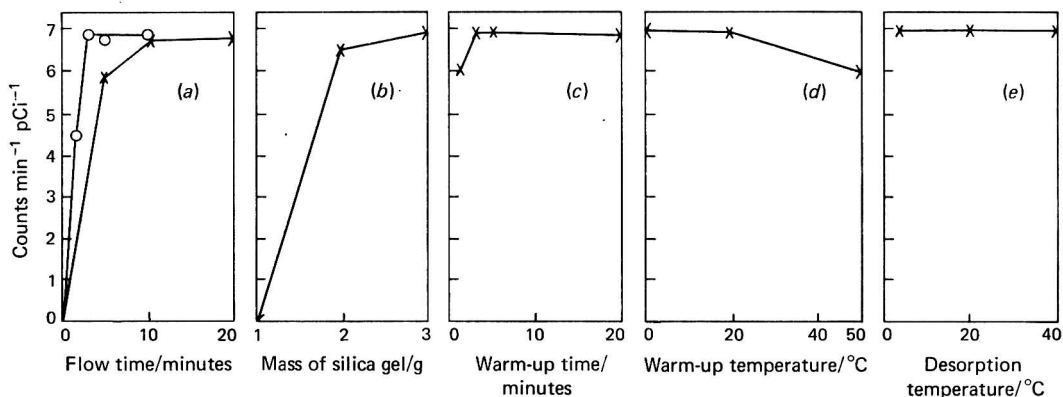 7
6
5
4
3
2
1
0
Counts min⁻¹ pCi⁻¹
(a)
(b)
(c)
(d)
(e)
0 10 20
1 2 3
0 10 20
0 20 50
0 20 40
Flow time/minutes
Mass of silica gel/g
Warm-up time/
minutes
Warm-up temperature/°C
Desorption
temperature/°C